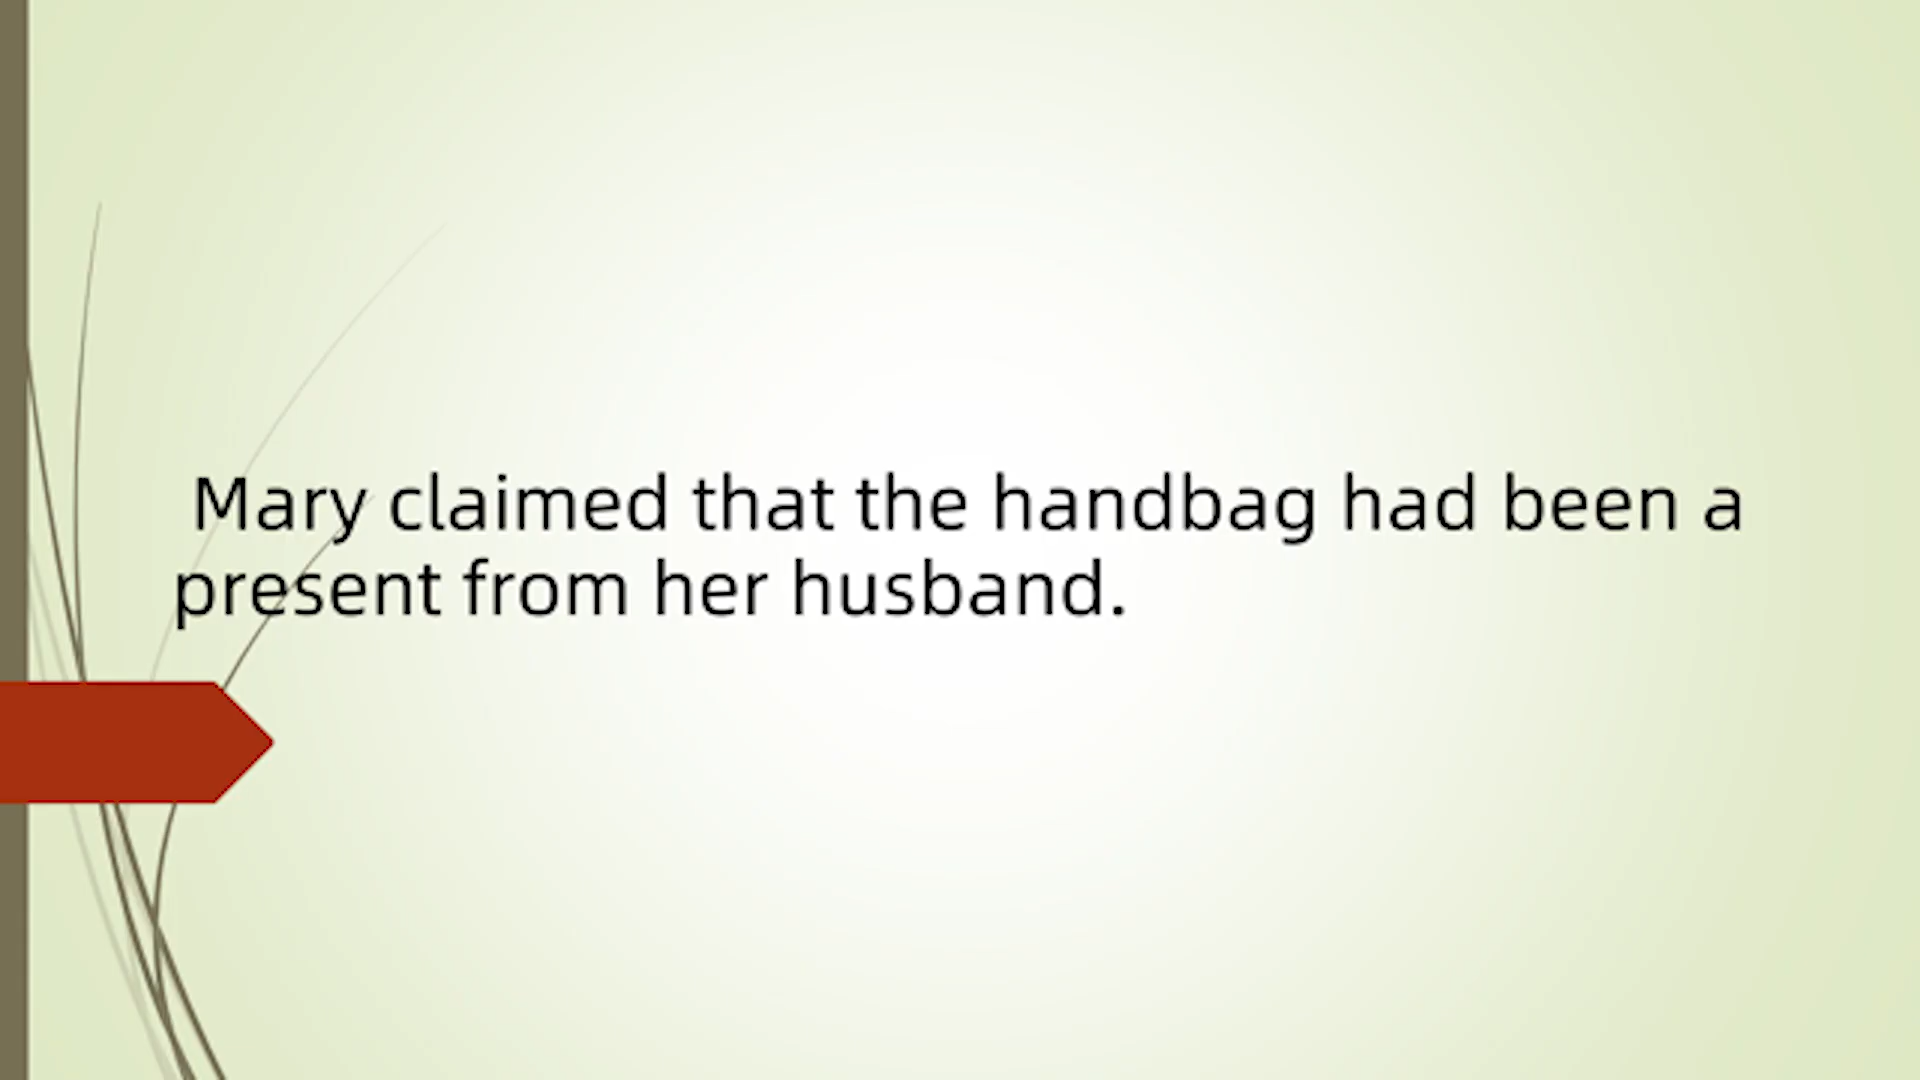 Mary claimed that the handbag had been a
present from her husband.